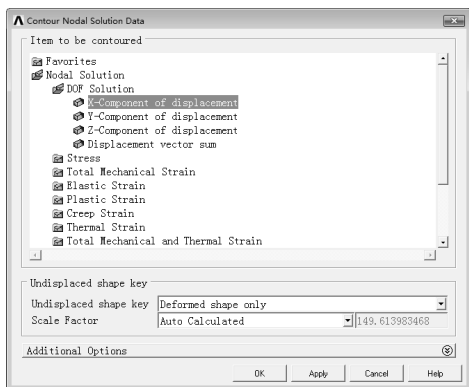 Contour Nodal Solution Data
Item to be contoured
Favorites
Nodal Solution
DOF Solution
X-Component of displacement
Y-Component of displacement
Z-Component of displacement
Displacement vector sum
Stress
Total Mechanical Strain
Elastic Strain
Plastic Strain
Creep Strain
Thermal Strain
Total Mechanical and Thermal Strain
Undisplaced shape key
Undisplaced shape key Deformed shape only
Scale Factor Auto Calculated 149.613983468
Additional Options
OK Apply Cancel Help